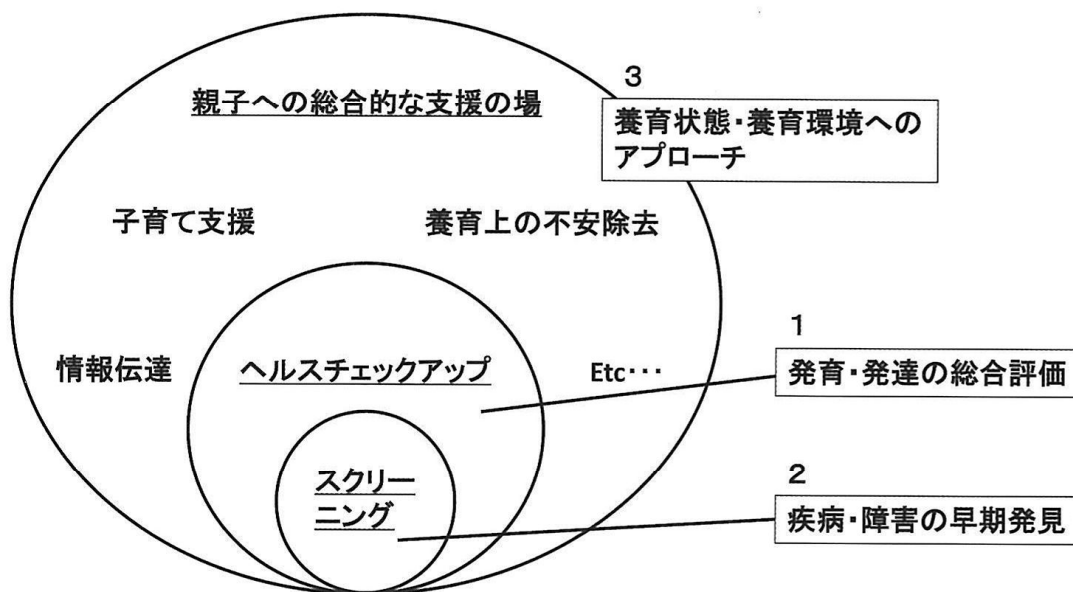 3
親子への総合的な支援の場
養育状態・養育環境への
アプローチ
子育て支援
養育上の不安除去
1
情報伝達
ヘルスチェックアップ
Etc・・・
発育・発達の総合評価
2
スクリー
ニング
疾病・障害の早期発見